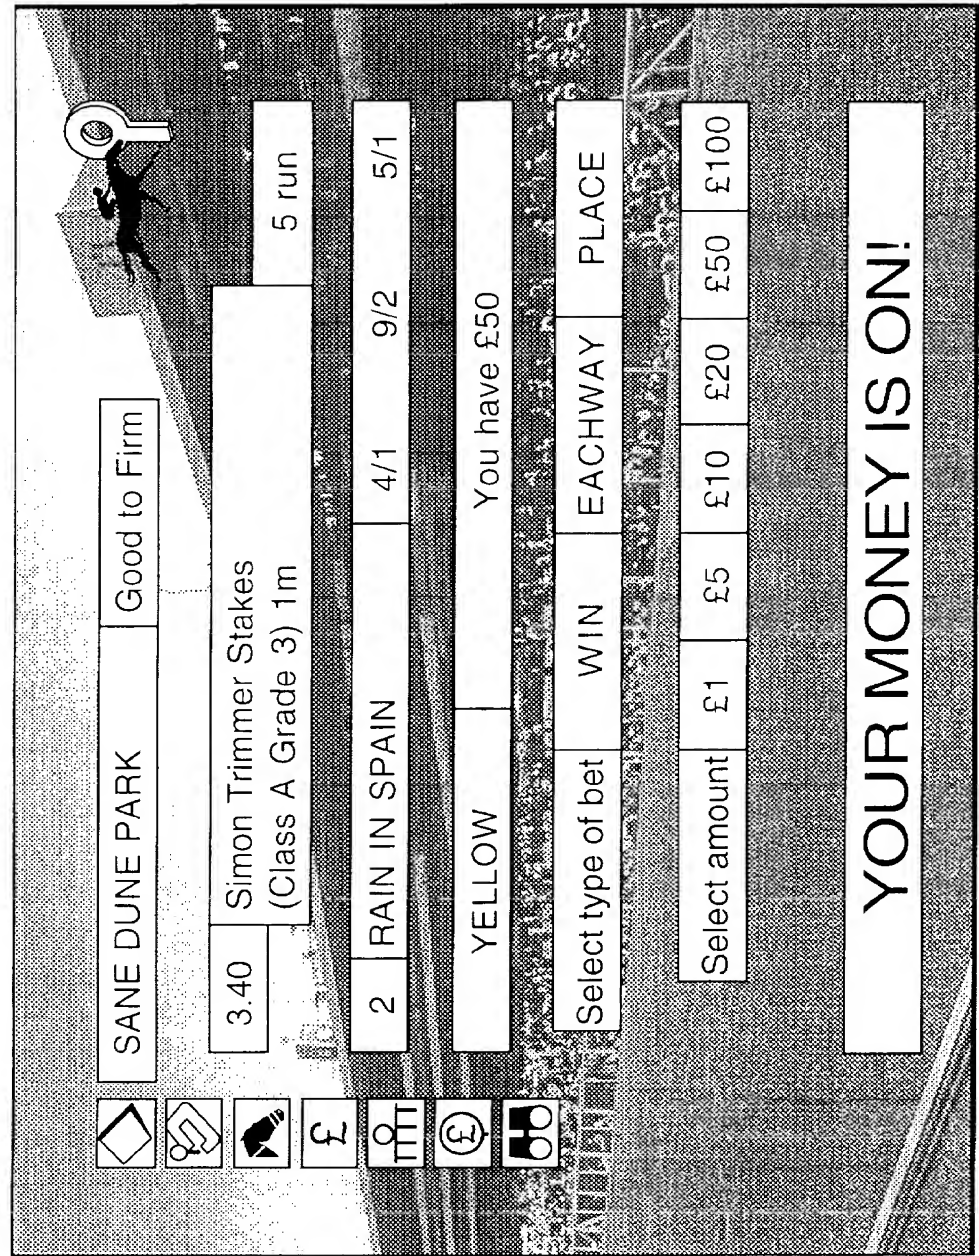 SANE DUNE PARK Good to Firm
3.40 Simon Trimmer Stakes
(Class A Grade 3) 1m 5 run
2 RAIN IN SPAIN 4/1 9/2 5/1
YELLOW You have £50
Select type of bet WIN EACHWAY PLACE
Select amount £1 £5 £10 £20 £50 £100
YOUR MONEY IS ON!
£
£